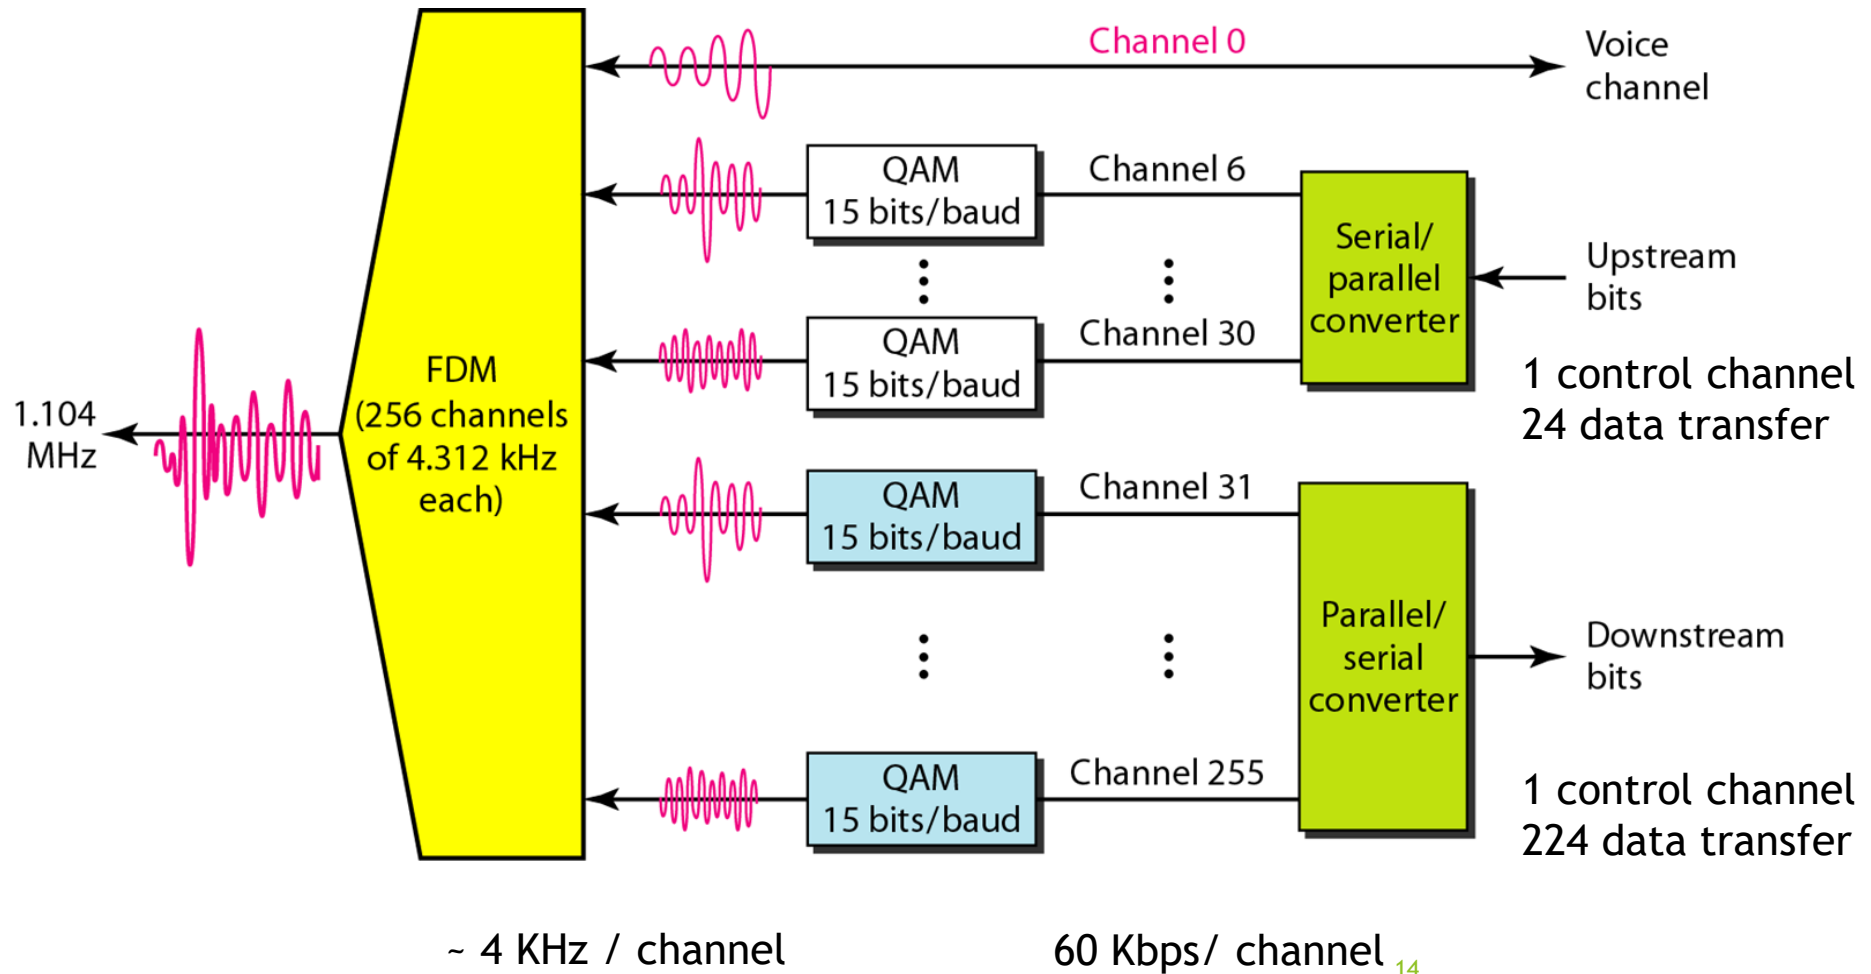 Channel 0
Voice
channel
QAM
15 bits/baud
Channel 6
Serial/
parallel
converter
Upstream
bits
QAM
15 bits/baud
Channel 30
1 control channel
24 data transfer
FDM
(256 channels
of 4.312 kHz
each)
1.104
MHz
QAM
15 bits/baud
Channel 31
Parallel/
serial
converter
Downstream
bits
QAM
15 bits/baud
Channel 255
1 control channel
224 data transfer
~ 4 KHz / channel
60 Kbps/ channel
14